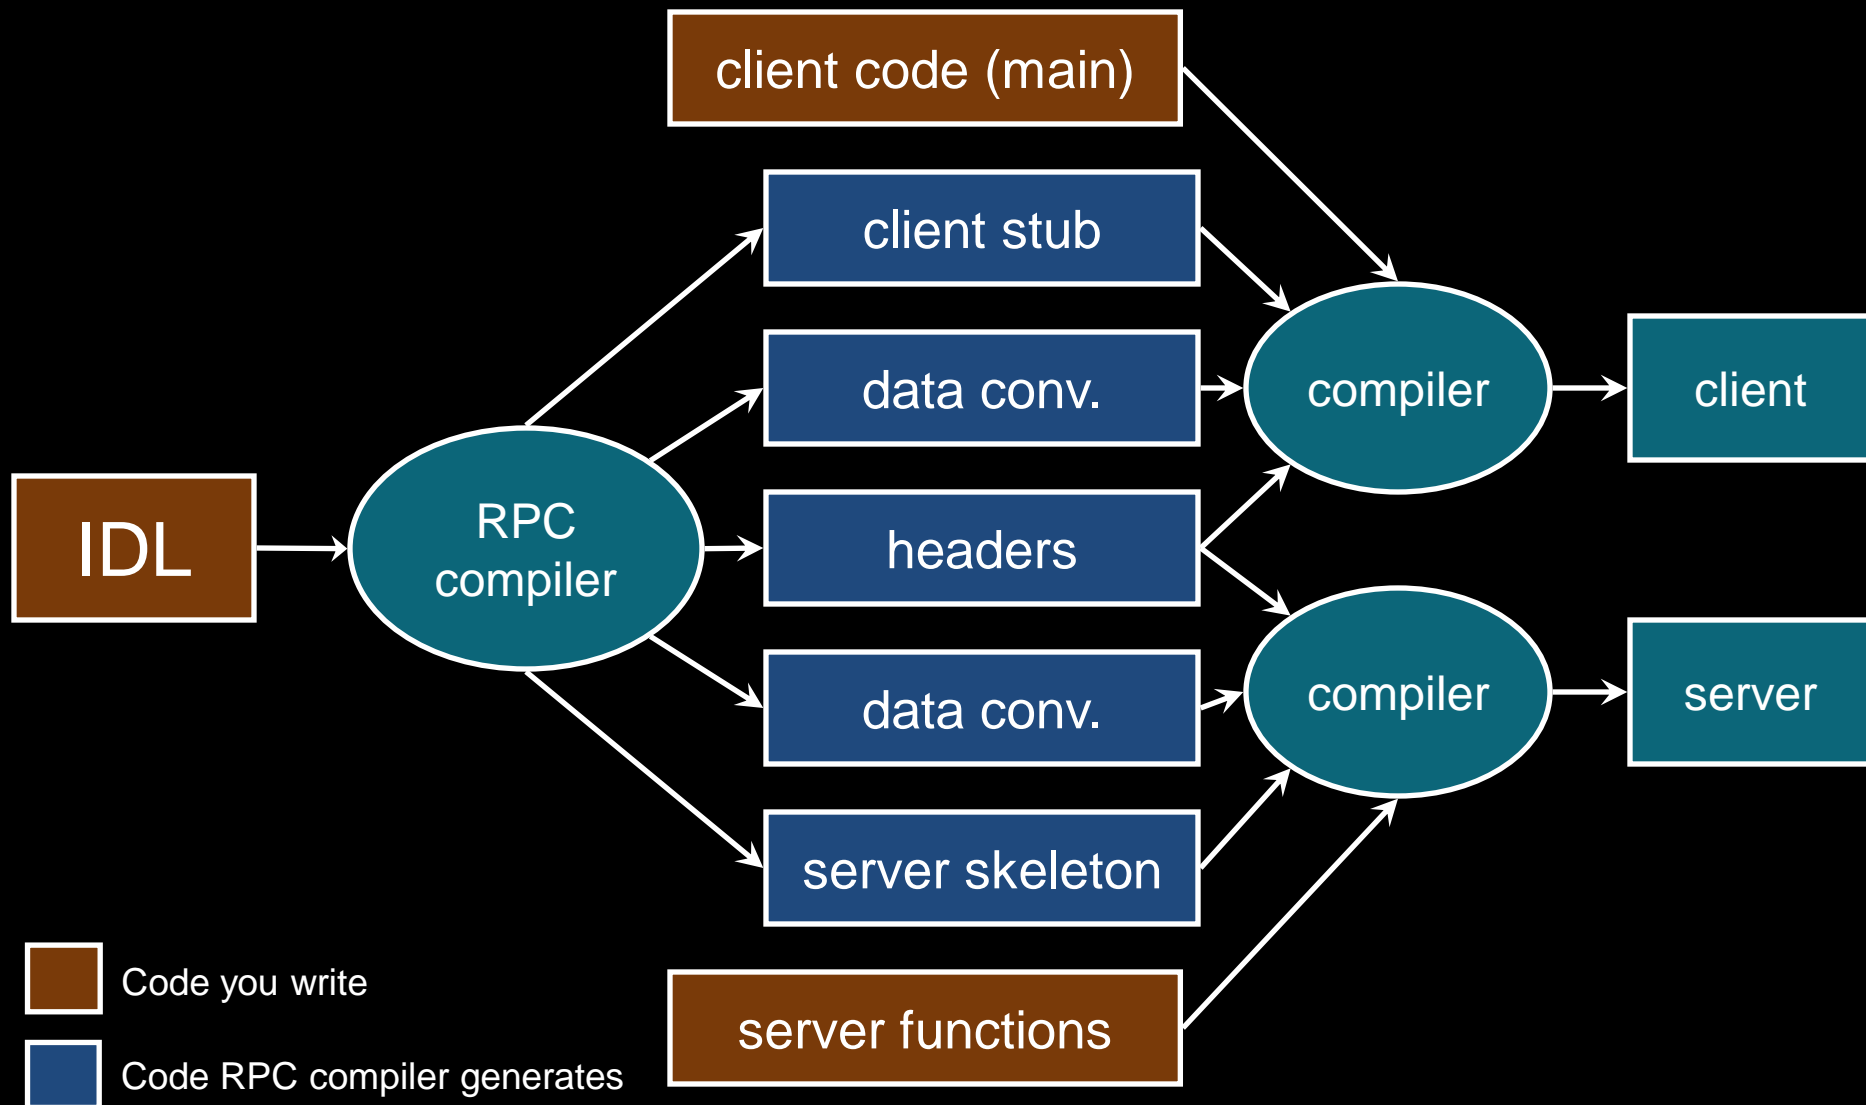 client code (main)
client stub
data conv.
compiler
client
IDL
RPC
compiler
headers
data conv.
compiler
server
server skeleton
server functions
Code you write
Code RPC compiler generates